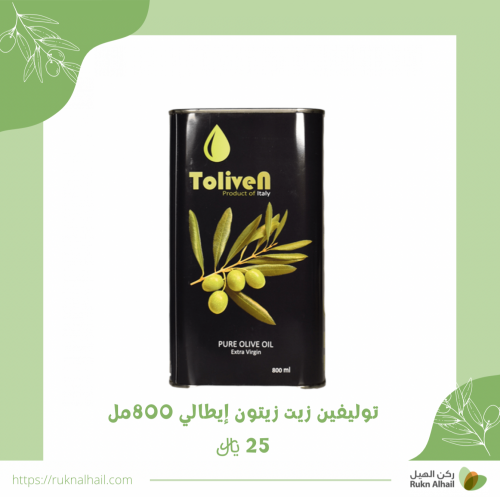 Toliven
Product of Italy
PURE OLIVE OIL
Extra Virgin
800 ml
توليفين زيت زيتون إيطالي 800مل
25 ﷼
https://ruknalhail.com
ركن الهيل
Rukn Alhail